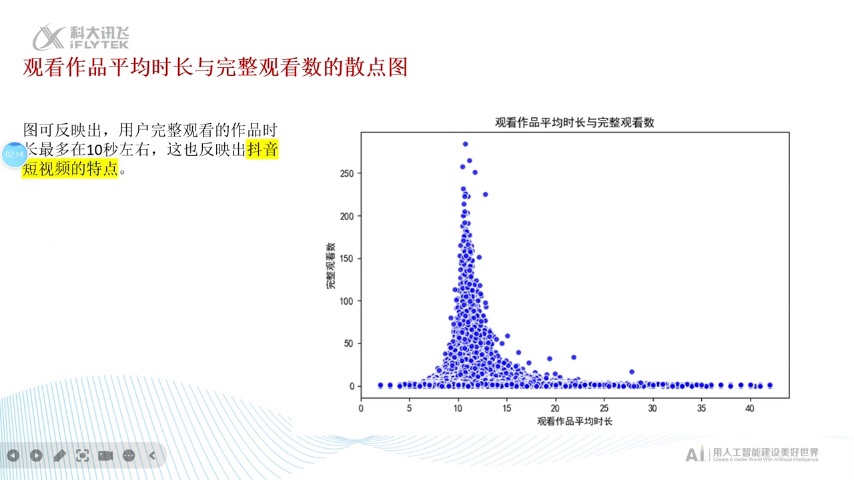 科大讯飞
iFLYTEK
观看作品平均时长与完整观看数的散点图
图可反映出，用户完整观看的作品时
长最多在10秒左右，这也反映出抖音
短视频的特点。
02:14
观看作品平均时长与完整观看数
完整观看数
250
200
150
100
50
0
0 5 10 15 20 25 30 35 40
观看作品平均时长
AI 用人工智能建设美好世界
Create A Better World With Artificial Intelligence